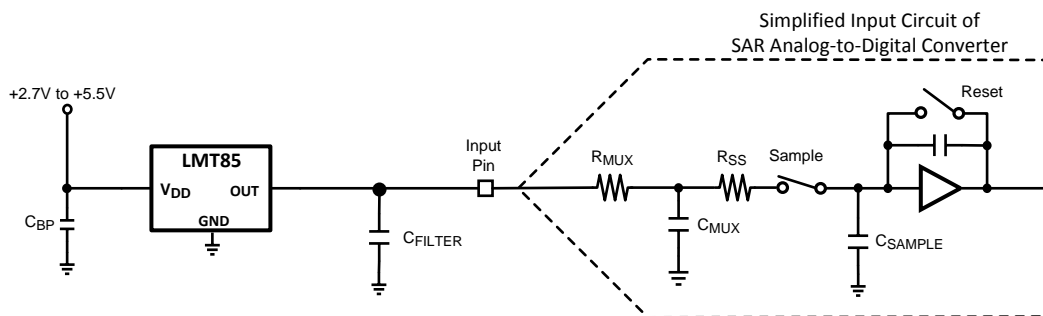 Simplified Input Circuit of
SAR Analog-to-Digital Converter
+2.7V to +5.5V
Reset
LMT85
Input
Pin
RMUX
RSS
Sample
VDD
OUT
GND
CBP
CFILTER
CMUX
CSAMPLE